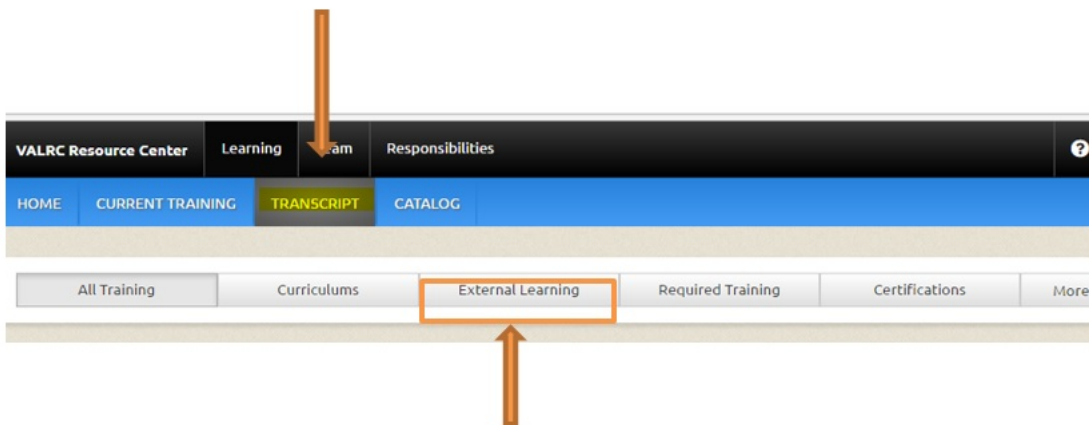 VALRC Resource Center Learning Responsibilities ?
HOME CURRENT TRAINING TRANSCRIPT CATALOG
All Training Curriculums External Learning Required Training Certifications More